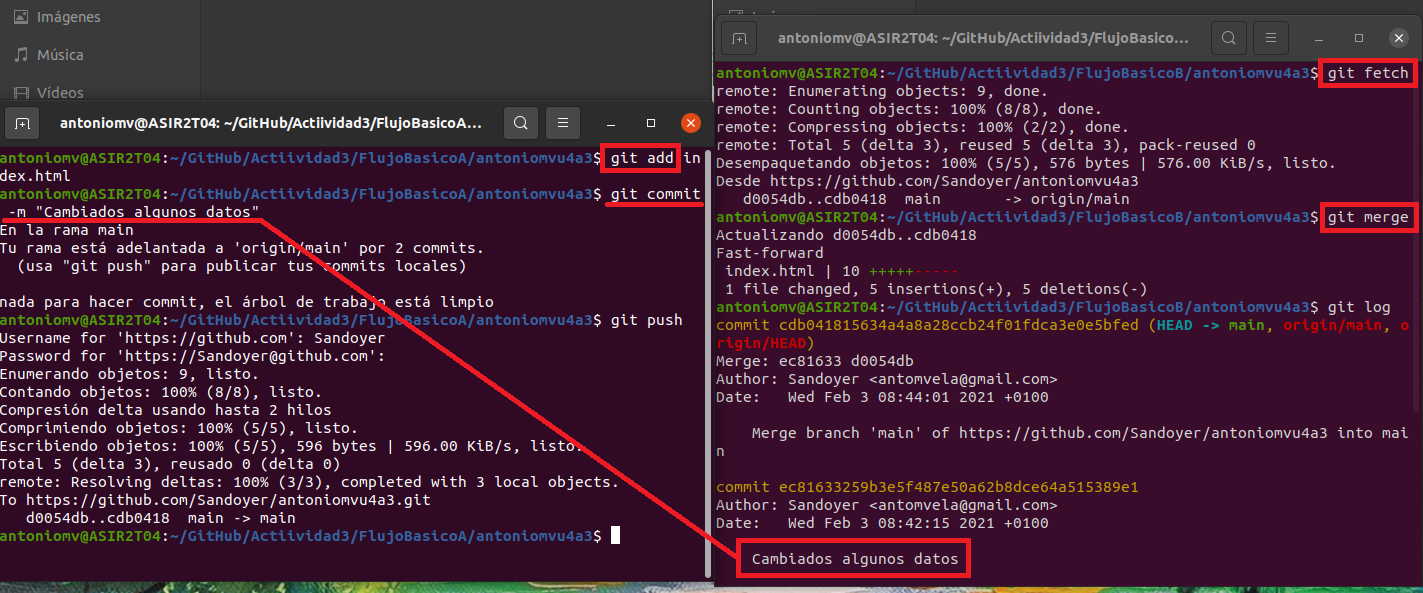 Imágenes
Música
Vídeos
antoniomv@ASIR2T04: ~/GitHub/Actiividad3/FlujoBasicoA...
antoniomv@ASIR2T04:~/GitHub/Actiividad3/FlujoBasicoA/antoniomvu4a3$ git add in
dex.html
antoniomv@ASIR2T04:~/GitHub/Actiividad3/FlujoBasicoA/antoniomvu4a3$ git commit
-m "Cambiados algunos datos"
En la rama main
Tu rama está adelantada a 'origin/main' por 2 commits.
(usa "git push" para publicar tus commits locales)
nada para hacer commit, el árbol de trabajo está limpio
antoniomv@ASIR2T04:~/GitHub/Actiividad3/FlujoBasicoA/antoniomvu4a3$ git push
Username for 'https://github.com': Sandoyer
Password for 'https://Sandoyer@github.com':
Enumerando objetos: 9, listo.
Contando objetos: 100% (8/8), listo.
Compresión delta usando hasta 2 hilos
Comprimiendo objetos: 100% (5/5), listo.
Escribiendo objetos: 100% (5/5), 596 bytes | 596.00 KiB/s, listo.
Total 5 (delta 3), reusado 0 (delta 0)
remote: Resolving deltas: 100% (3/3), completed with 3 local objects.
To https://github.com/Sandoyer/antoniomvu4a3.git
d0054db..cdb0418  main -> main
antoniomv@ASIR2T04:~/GitHub/Actiividad3/FlujoBasicoA/antoniomvu4a3$
antoniomv@ASIR2T04: ~/GitHub/Actiividad3/FlujoBasico...
antoniomv@ASIR2T04:~/GitHub/Actiividad3/FlujoBasicoB/antoniomvu4a3$ git fetch
remote: Enumerating objects: 9, done.
remote: Counting objects: 100% (8/8), done.
remote: Compressing objects: 100% (2/2), done.
remote: Total 5 (delta 3), reused 5 (delta 3), pack-reused 0
Desempaquetando objetos: 100% (5/5), 576 bytes | 576.00 KiB/s, listo.
Desde https://github.com/Sandoyer/antoniomvu4a3
d0054db..cdb0418  main       -> origin/main
antoniomv@ASIR2T04:~/GitHub/Actiividad3/FlujoBasicoB/antoniomvu4a3$ git merge
Actualizando d0054db..cdb0418
Fast-forward
index.html | 10 +++++-----
1 file changed, 5 insertions(+), 5 deletions(-)
antoniomv@ASIR2T04:~/GitHub/Actiividad3/FlujoBasicoB/antoniomvu4a3$ git log
commit cdb041815634a4a8a28ccb24f01fdca3e0e5bfed (HEAD -> main, origin/main, o
rigin/HEAD)
Merge: ec81633 d0054db
Author: Sandoyer <antomvela@gmail.com>
Date:   Wed Feb 3 08:44:01 2021 +0100
Merge branch 'main' of https://github.com/Sandoyer/antoniomvu4a3 into mai
n
commit ec81633259b3e5f487e50a62b8dce64a515389e1
Author: Sandoyer <antomvela@gmail.com>
Date:   Wed Feb 3 08:42:15 2021 +0100
Cambiados algunos datos